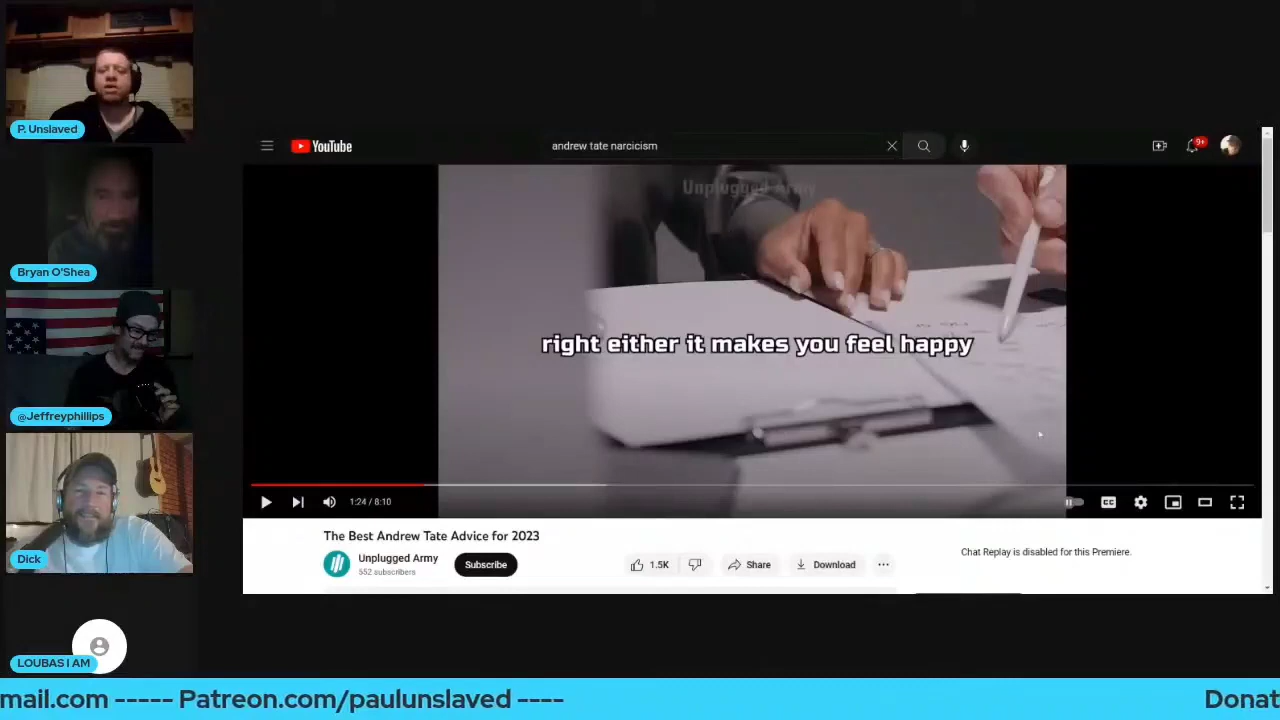 P. Unslaved
Bryan O'Shea
@Jeffreyphillips
Dick
LOUBAS I AM
YouTube
andrew tate narcicism
9+
Unplugged Army
right either it makes you feel happy
1:24 / 8:10
CC
The Best Andrew Tate Advice for 2023
Unplugged Army
552 subscribers
Subscribe
1.5K
Share
Download
Chat Replay is disabled for this Premiere.
mail.com ----- Patreon.com/paulunslaved ---- Donat